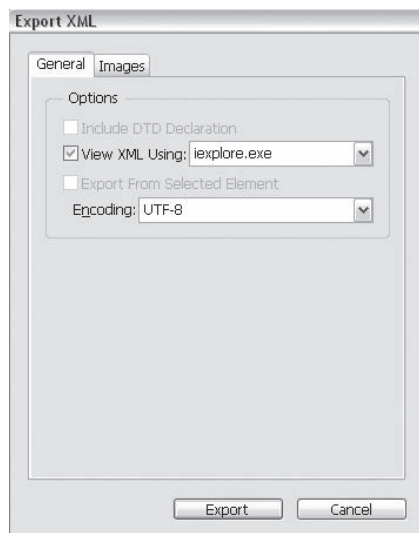 Export XML
General Images
Options
Include DTD Declaration
View XML Using: iexplore.exe
Export From Selected Element
Encoding: UTF-8
Export Cancel